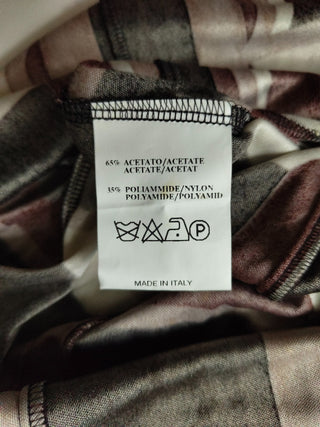 65% ACETATO/ACETATE
ACETATE/ACETAT
35% POLIAMMIDE/NYLON
POLYAMIDE/POLYAMID
P
MADE IN ITALY